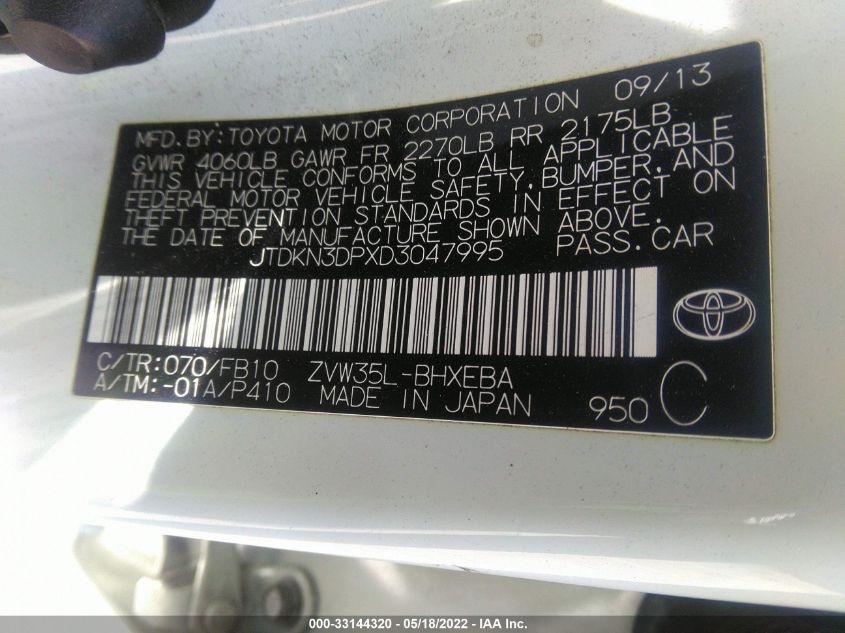 MFD.BY:TOYOTA MOTOR CORPORATION 09/13
GVWR 4060LB GAWR FR 2270LB RR 2175LB
THIS VEHICLE CONFORMS TO ALL APPLICABLE
FEDERAL MOTOR VEHICLE SAFETY,BUMPER,AND
THEFT PREVENTION STANDARDS IN EFFECT ON
THE DATE OF MANUFACTURE SHOWN ABOVE.
JTDKN3DPXD3047995 PASS.CAR
C/TR:070/FB10 ZVW35L-BHXEBA
A/TM:-01A/P410 MADE IN JAPAN 950 C
000-33144320 - 05/18/2022 - IAA Inc.